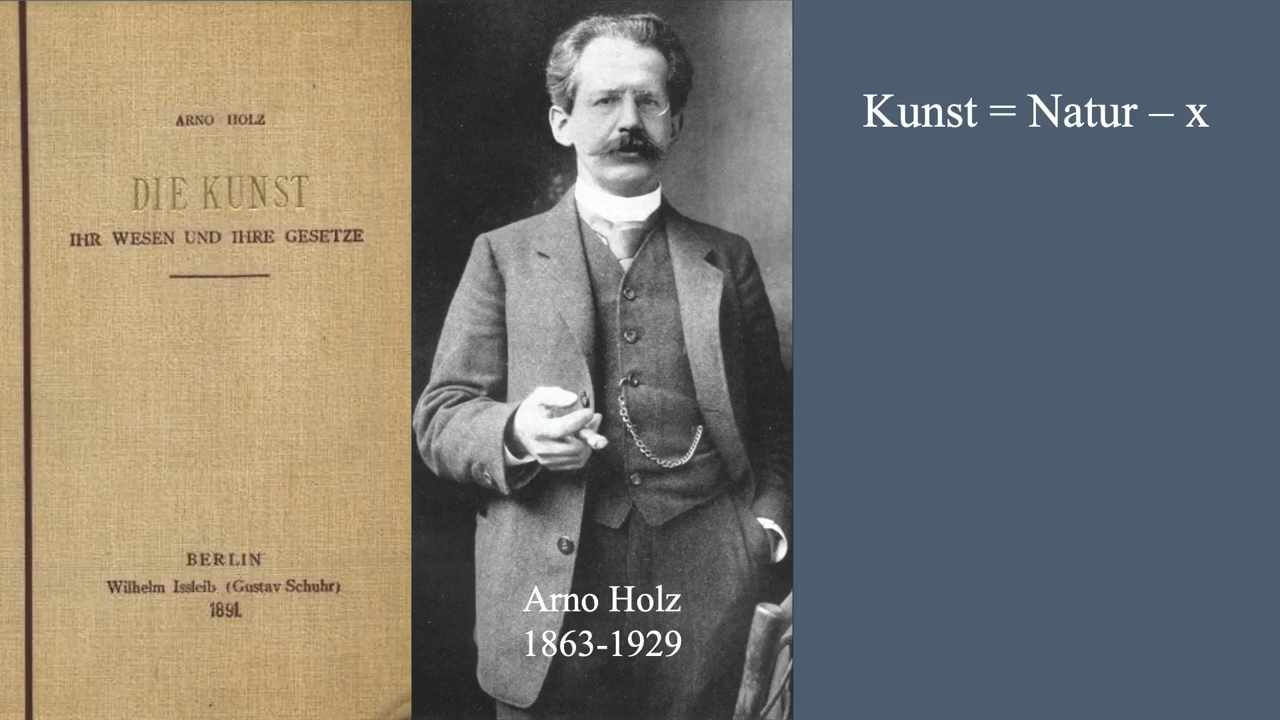 ARNO HOLZ
DIE KUNST
IHR WESEN UND IHRE GESETZE
BERLIN
Wilhelm Issleib (Gustav Schuhr)
1891.
Arno Holz
1863-1929
Kunst = Natur – x